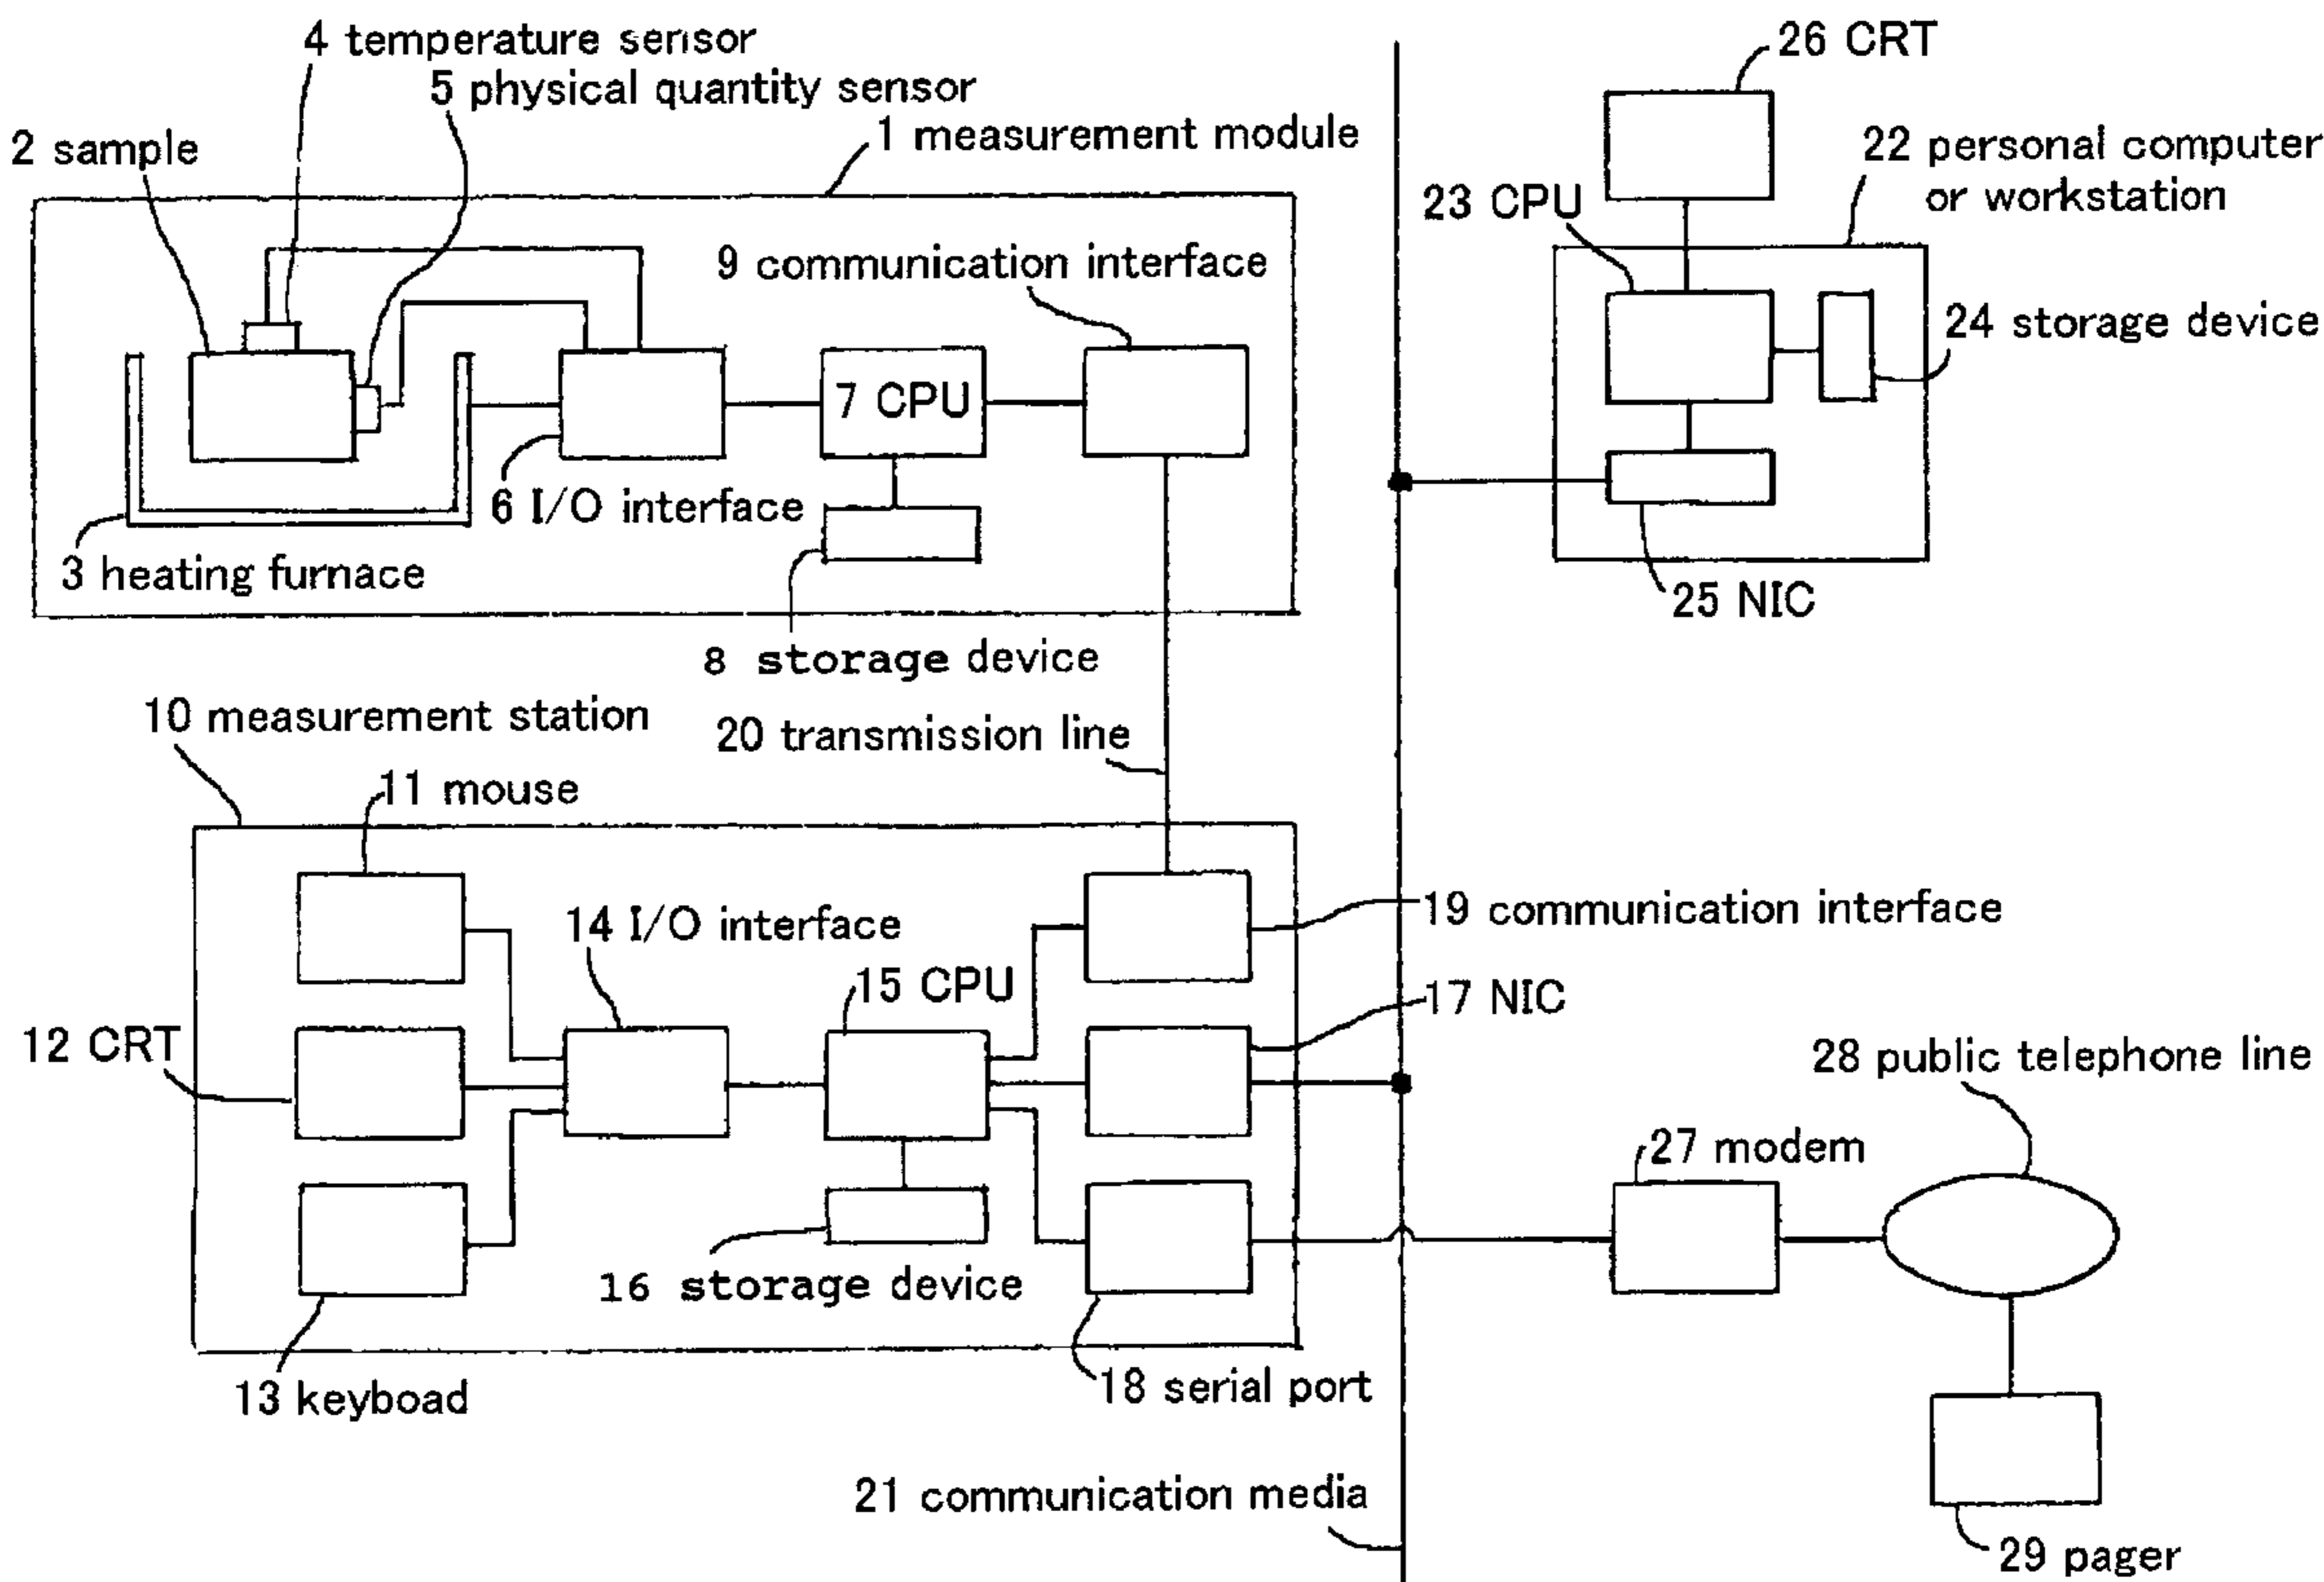 4 temperature sensor
5 physical quantity sensor
2 sample
1 measurement module
9 communication interface
7 CPU
6 I/O interface
3 heating furnace
8 storage device
10 measurement station
20 transmission line
11 mouse
14 I/O interface
15 CPU
19 communication interface
17 NIC
12 CRT
16 storage device
13 keyboad
18 serial port
21 communication media
26 CRT
22 personal computer
or workstation
23 CPU
24 storage device
25 NIC
28 public telephone line
27 modem
29 pager